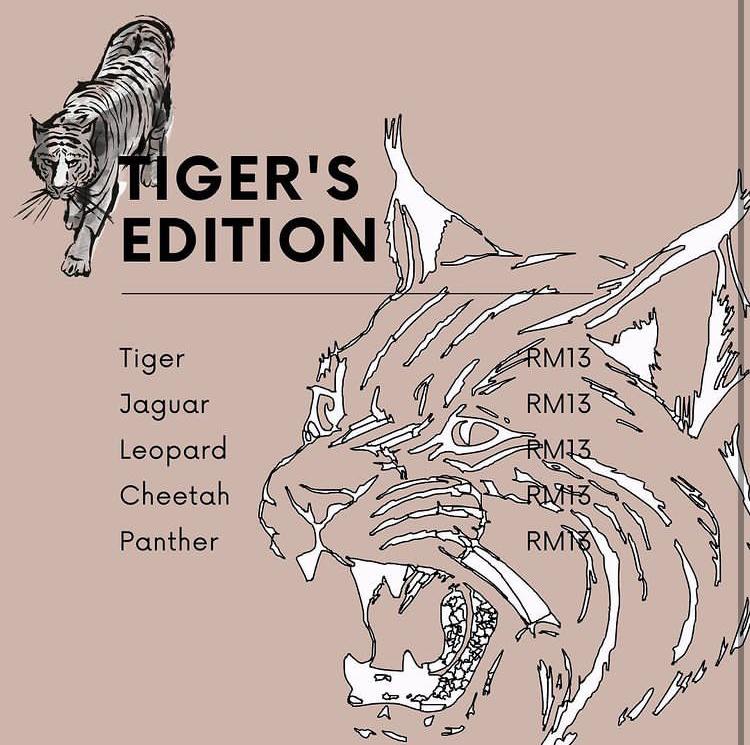 TIGER'S
EDITION
Tiger RM13
Jaguar RM13
Leopard RM13
Cheetah RM13
Panther RM13